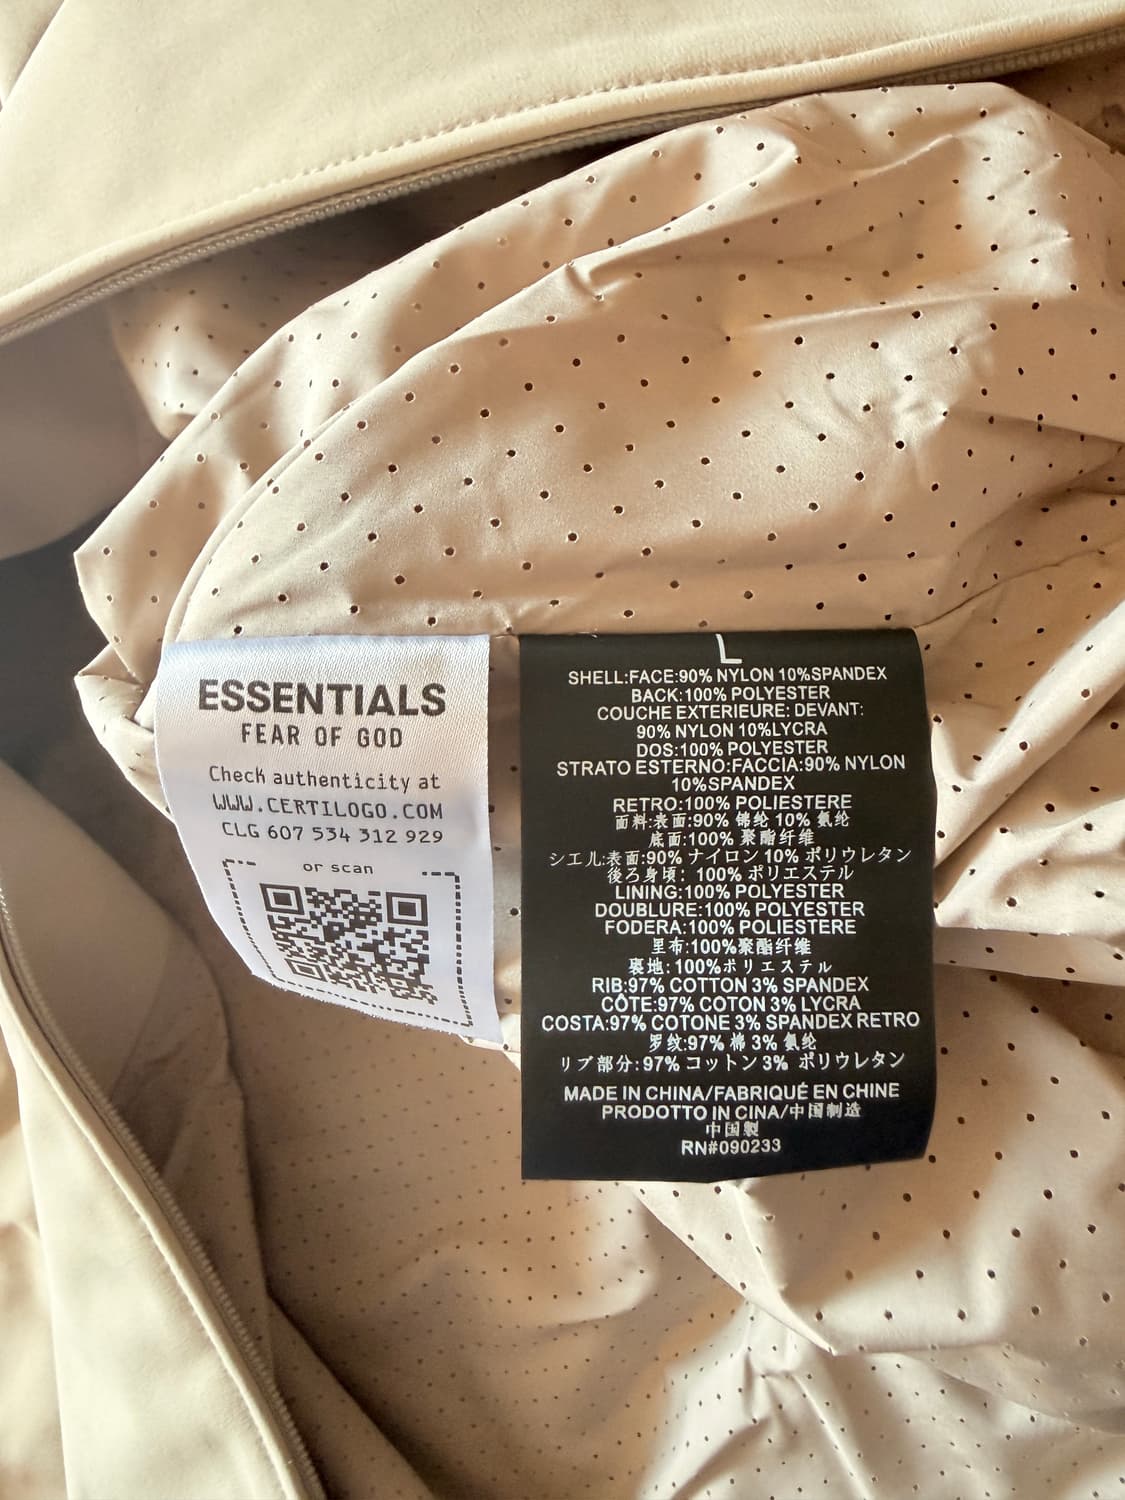 ESSENTIALS
FEAR OF GOD
Check authenticity at
WWW.CERTILOGO.COM
CLG 607 534 312 929
or scan
L
SHELL:FACE:90% NYLON 10%SPANDEX
BACK:100% POLYESTER
COUCHE EXTERIEURE: DEVANT:
90% NYLON 10%LYCRA
DOS:100% POLYESTER
STRATO ESTERNO:FACCIA:90% NYLON
10%SPANDEX
RETRO:100% POLIESTERE
面料:表面:90% 锦纶 10% 氨纶
底面:100% 聚酯纤维
シエル:表面:90% ナイロン 10% ポリウレタン
後ろ身頃: 100% ポリエステル
LINING:100% POLYESTER
DOUBLURE:100% POLYESTER
FODERA:100% POLIESTERE
里布:100%聚酯纤维
裏地: 100%ポリエステル
RIB:97% COTTON 3% SPANDEX
CÔTE:97% COTON 3% LYCRA
COSTA:97% COTONE 3% SPANDEX RETRO
罗纹:97% 棉 3% 氨纶
リブ部分:97% コットン 3% ポリウレタン
MADE IN CHINA/FABRIQUÉ EN CHINE
PRODOTTO IN CINA/中国制造
中国製
RN#090233